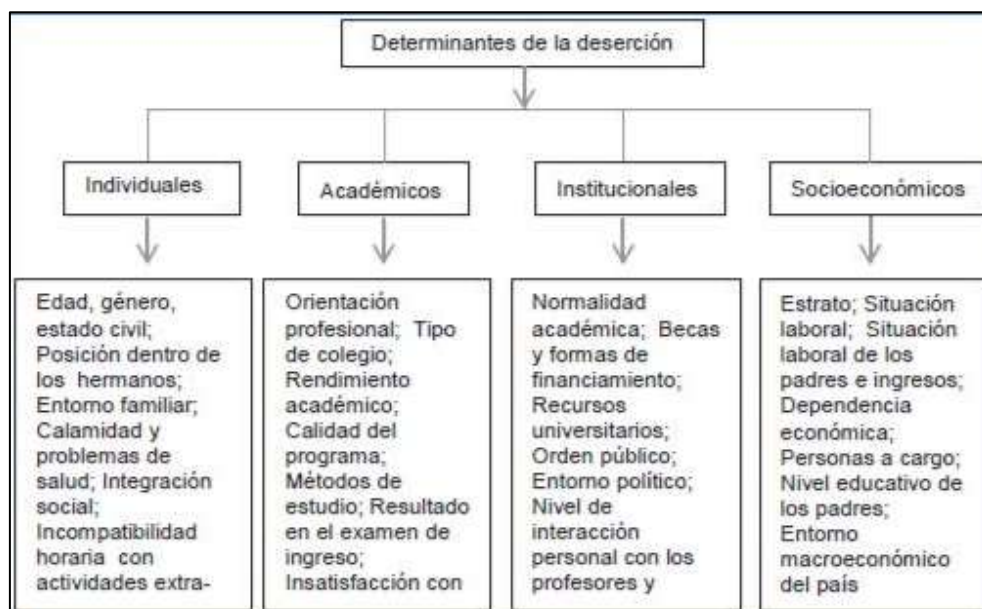 Determinantes de la deserción
Individuales
Académicos
Institucionales
Socioeconómicos
Edad, género,
estado civil;
Posición dentro de
los hermanos;
Entorno familiar;
Calamidad y
problemas de
salud; Integración
social;
Incompatibilidad
horaria con
actividades extra-
Orientación
profesional; Tipo
de colegio;
Rendimiento
académico;
Calidad del
programa;
Métodos de
estudio; Resultado
en el examen de
ingreso;
Insatisfacción con
Normalidad
académica; Becas
y formas de
financiamiento;
Recursos
universitarios;
Orden público;
Entorno político;
Nivel de
interacción
personal con los
profesores y
Estrato; Situación
laboral; Situación
laboral de los
padres e ingresos;
Dependencia
económica;
Personas a cargo;
Nivel educativo de
los padres;
Entorno
macroeconómico
del país